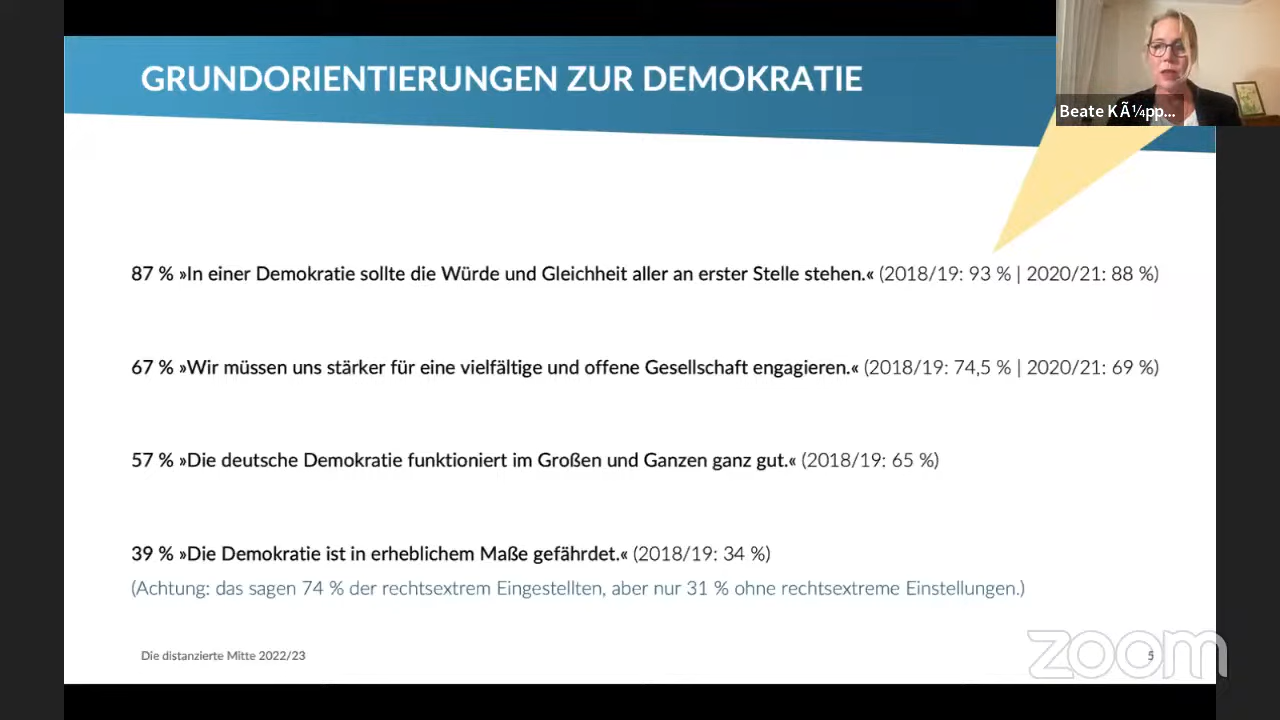 GRUNDORIENTIERUNGEN ZUR DEMOKRATIE
Beate KÃ¼pp...
87 % »In einer Demokratie sollte die Würde und Gleichheit aller an erster Stelle stehen.« (2018/19: 93 % | 2020/21: 88 %)
67 % »Wir müssen uns stärker für eine vielfältige und offene Gesellschaft engagieren.« (2018/19: 74,5 % | 2020/21: 69 %)
57 % »Die deutsche Demokratie funktioniert im Großen und Ganzen ganz gut.« (2018/19: 65 %)
39 % »Die Demokratie ist in erheblichem Maße gefährdet.« (2018/19: 34 %)
(Achtung: das sagen 74 % der rechtsextrem Eingestellten, aber nur 31 % ohne rechtsextreme Einstellungen.)
Die distanzierte Mitte 2022/23
5
zoom